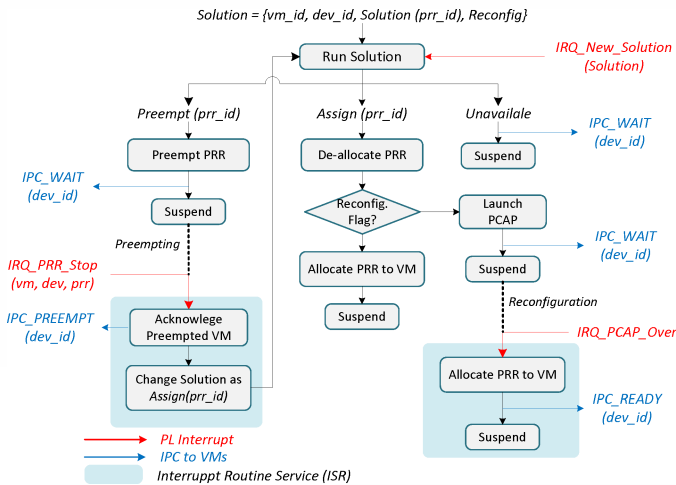 Solution = {vm_id, dev_id, Solution (prr_id), Reconfig}
Run Solution
IRQ_New_Solution
(Solution)
Preempt (prr_id)
Assign (prr_id)
Unavailale
Preempt PRR
De-allocate PRR
Suspend
IPC_WAIT
(dev_id)
IPC_WAIT
(dev_id)
Suspend
Reconfig.
Flag?
Launch
PCAP
Preempting
IPC_WAIT
(dev_id)
IRQ_PRR_Stop
(vm, dev, prr)
Allocate PRR to VM
Suspend
Suspend
Reconfiguration
IPC_PREEMPT
(dev_id)
Acknowlege
Preempted VM
IRQ_PCAP_Over
Change Solution as
Assign(prr_id)
Allocate PRR to VM
IPC_READY
(dev_id)
Suspend
PL Interrupt
IPC to VMs
Interruppt Routine Service (ISR)